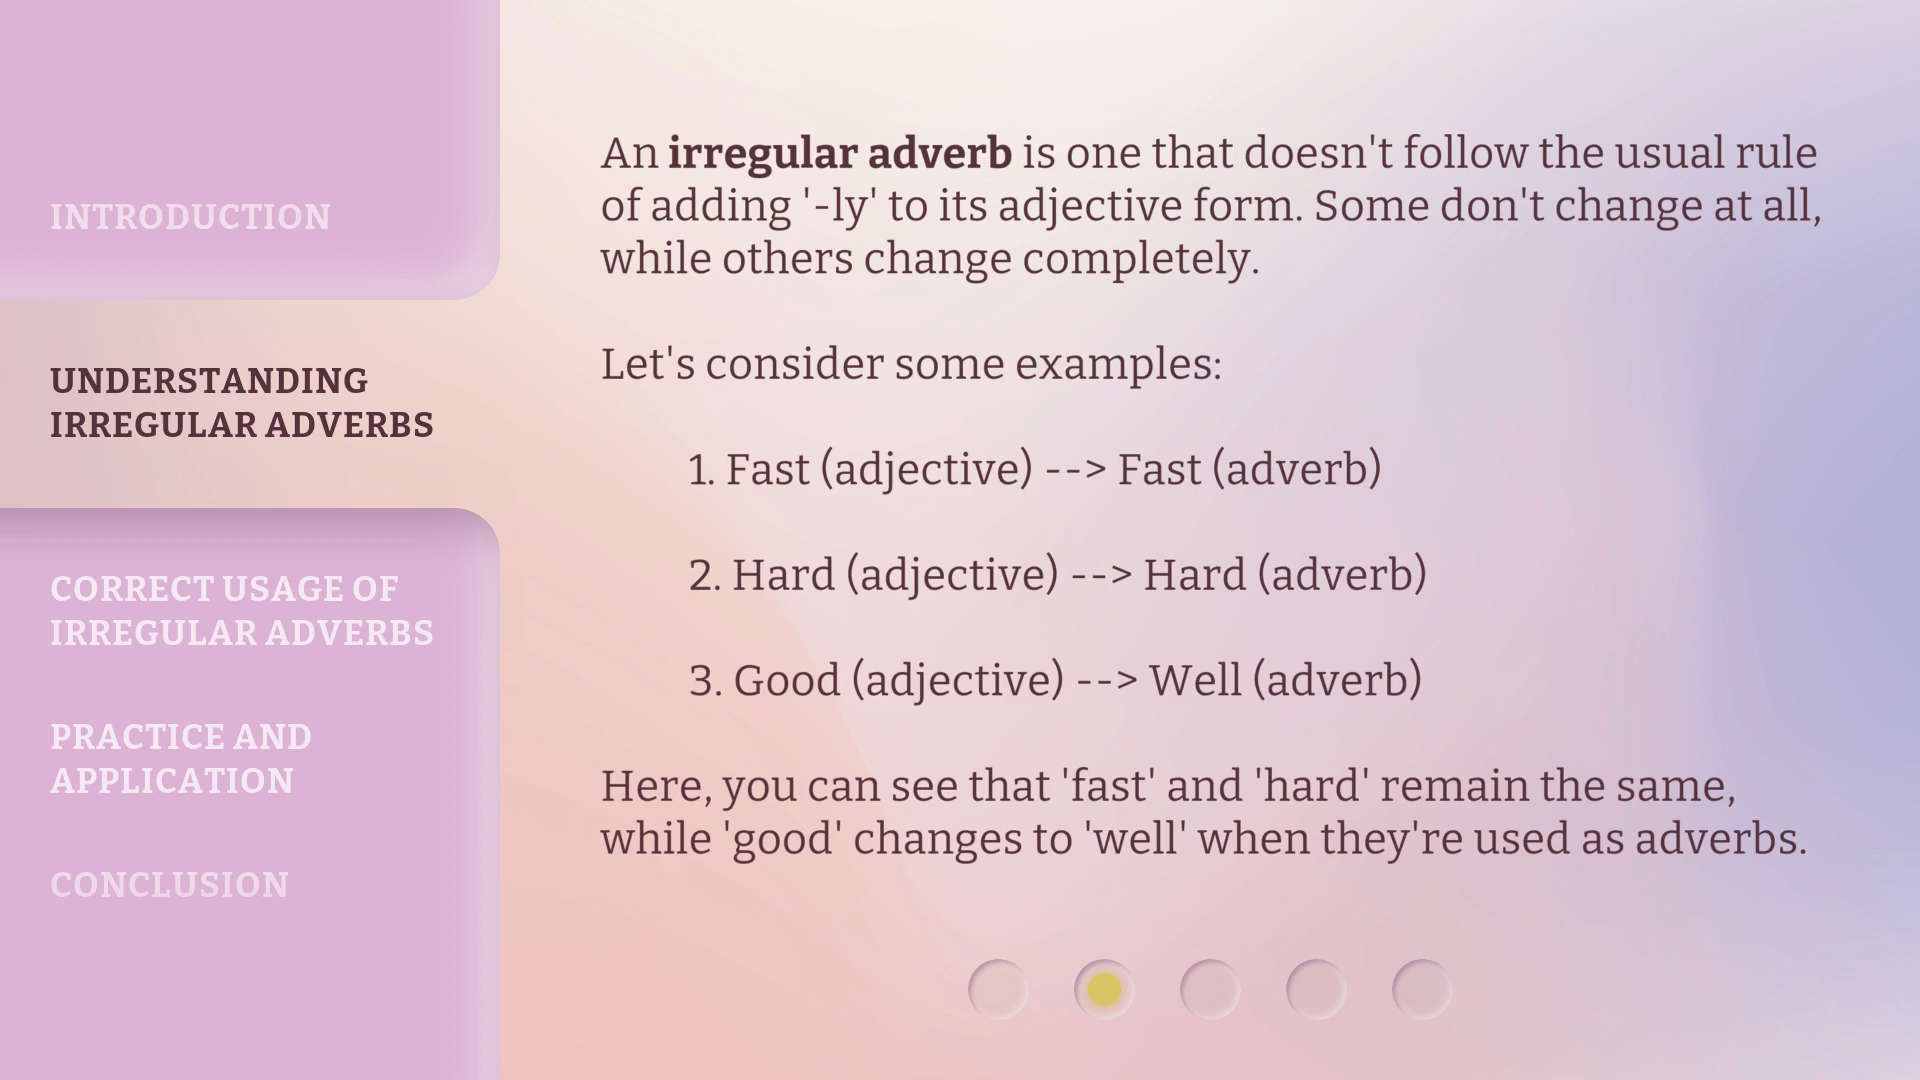 INTRODUCTION
UNDERSTANDING
IRREGULAR ADVERBS
CORRECT USAGE OF
IRREGULAR ADVERBS
PRACTICE AND
APPLICATION
CONCLUSION
An irregular adverb is one that doesn't follow the usual rule
of adding '-ly' to its adjective form. Some don't change at all,
while others change completely.
Let's consider some examples:
1. Fast (adjective) --> Fast (adverb)
2. Hard (adjective) --> Hard (adverb)
3. Good (adjective) --> Well (adverb)
Here, you can see that 'fast' and 'hard' remain the same,
while 'good' changes to 'well' when they're used as adverbs.